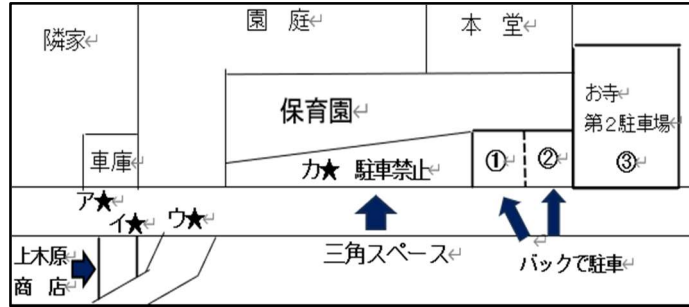 隣家
園 庭
本 堂
お寺
第2駐車場
③
保育園
車庫
カ★ 駐車禁止
①
②
ア★
イ★
ウ★
上木原
商 店
三角スペース
バックで駐車